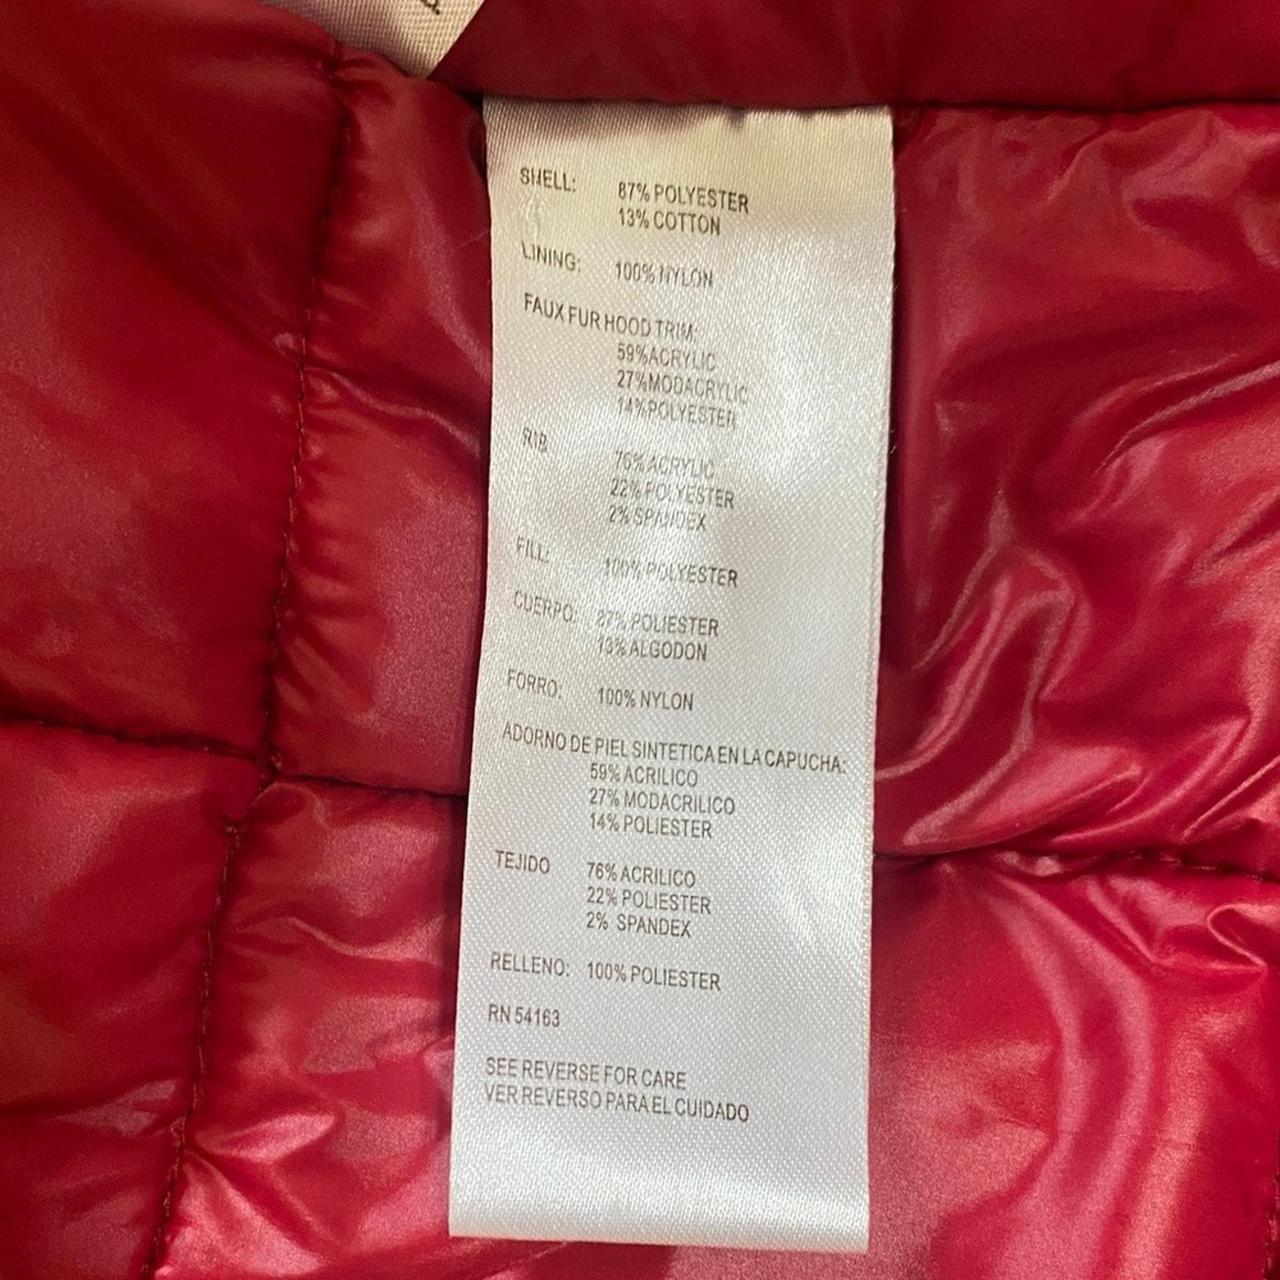 SHELL: 87% POLYESTER
13% COTTON
LINING: 100% NYLON
FAUX FUR HOOD TRIM:
59%ACRYLIC
27%MODACRYLIC
14%POLYESTER
RIB 76% ACRYLIC
22% POLYESTER
2% SPANDEX
FILL: 100% POLYESTER
CUERPO: 87% POLIESTER
13% ALGODON
FORRO: 100% NYLON
ADORNO DE PIEL SINTETICA EN LA CAPUCHA:
59% ACRILICO
27% MODACRILICO
14% POLIESTER
TEJIDO 76% ACRILICO
22% POLIESTER
2% SPANDEX
RELLENO: 100% POLIESTER
RN 54163
SEE REVERSE FOR CARE
VER REVERSO PARA EL CUIDADO